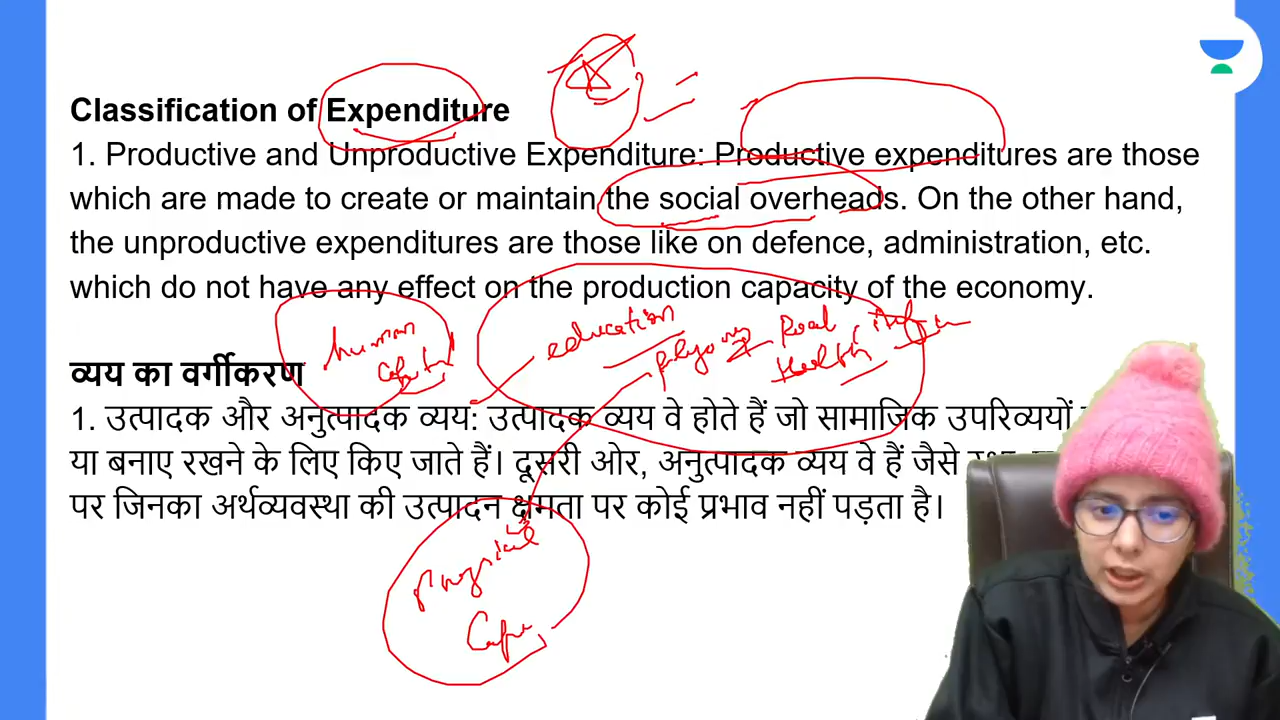 Classification of Expenditure
1. Productive and Unproductive Expenditure: Productive expenditures are those
which are made to create or maintain the social overheads. On the other hand,
the unproductive expenditures are those like on defence, administration, etc.
which do not have any effect on the production capacity of the economy.
human
education
Road
Health
व्यय का वर्गीकरण
1. उत्पादक और अनुत्पादक व्यय: उत्पादक व्यय वे होते हैं जो सामाजिक उपरिव्ययों
या बनाए रखने के लिए किए जाते हैं। दूसरी ओर, अनुत्पादक व्यय वे हैं जैसे
पर जिनका अर्थव्यवस्था की उत्पादन क्षमता पर कोई प्रभाव नहीं पड़ता है।
Physical